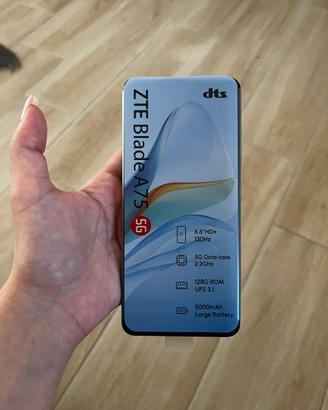 dts
ZTE Blade A75 5G
6.6"HD+
120Hz
5G Octa-core
2.2GHz
128G ROM
UFS 3.1
5000mAh
Large Battery